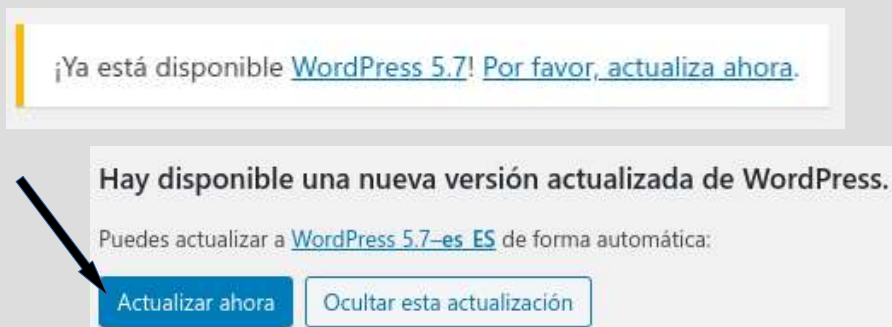 ¡Ya está disponible WordPress 5.7! Por favor, actualiza ahora.
Hay disponible una nueva versión actualizada de WordPress.
Puedes actualizar a WordPress 5.7–es_ES de forma automática:
Actualizar ahora
Ocultar esta actualización